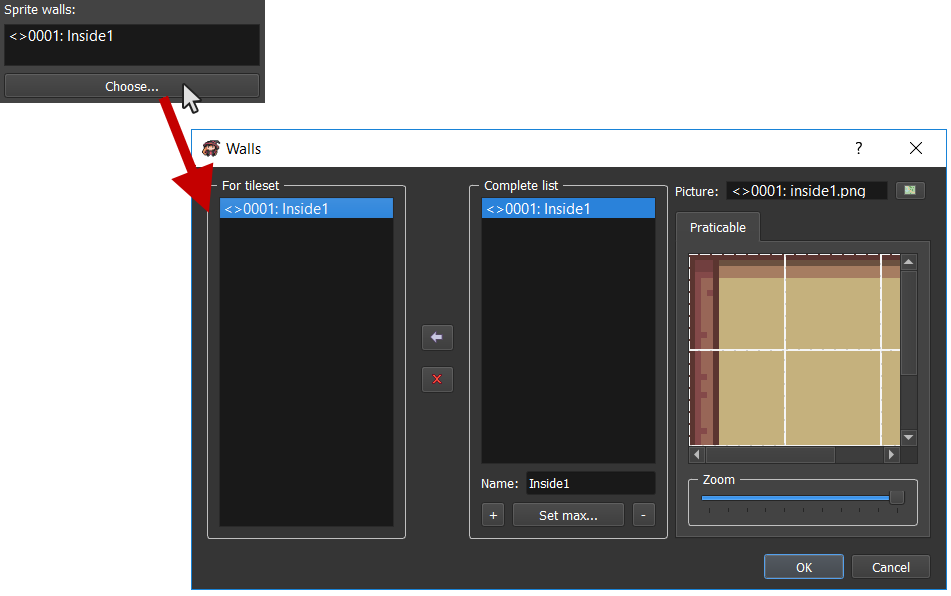 Sprite walls:
<>0001: Inside1
Choose...
Walls
?
For tileset
<>0001: Inside1
Complete list
<>0001: Inside1
Name: Inside1
+ Set max... -
Picture: <>0001: inside1.png
Praticable
Zoom
OK Cancel